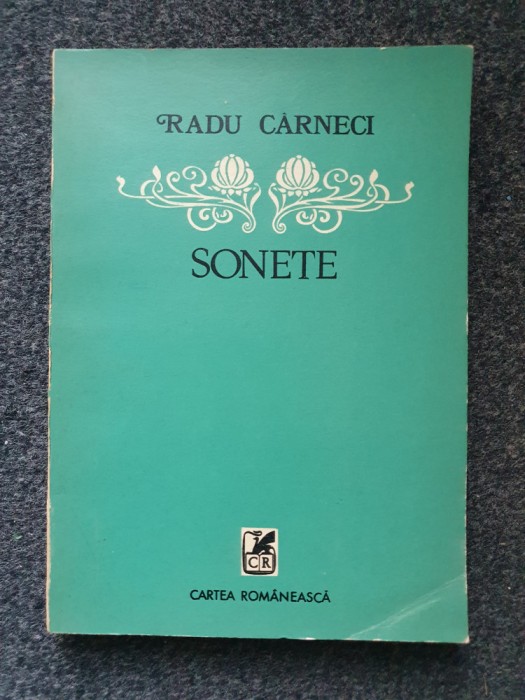 RADU CÂRNECI
SONETE
CR
CARTEA ROMÂNEASCĂ